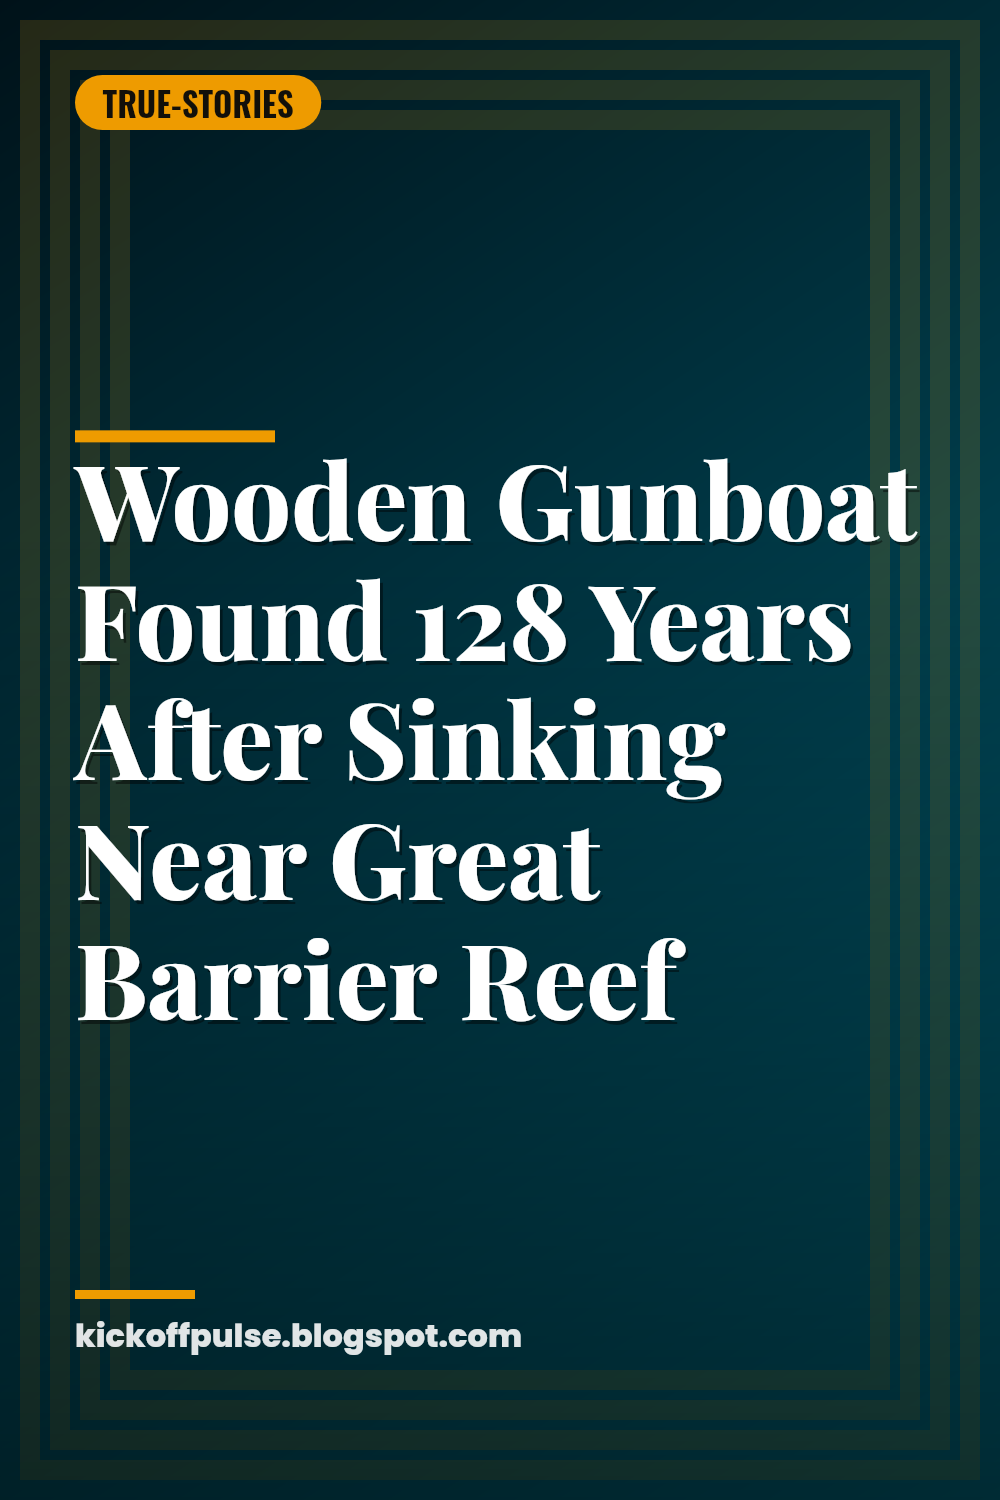 TRUE-STORIES
Wooden Gunboat
Found 128 Years
After Sinking
Near Great
Barrier Reef
kickoffpulse.blogspot.com